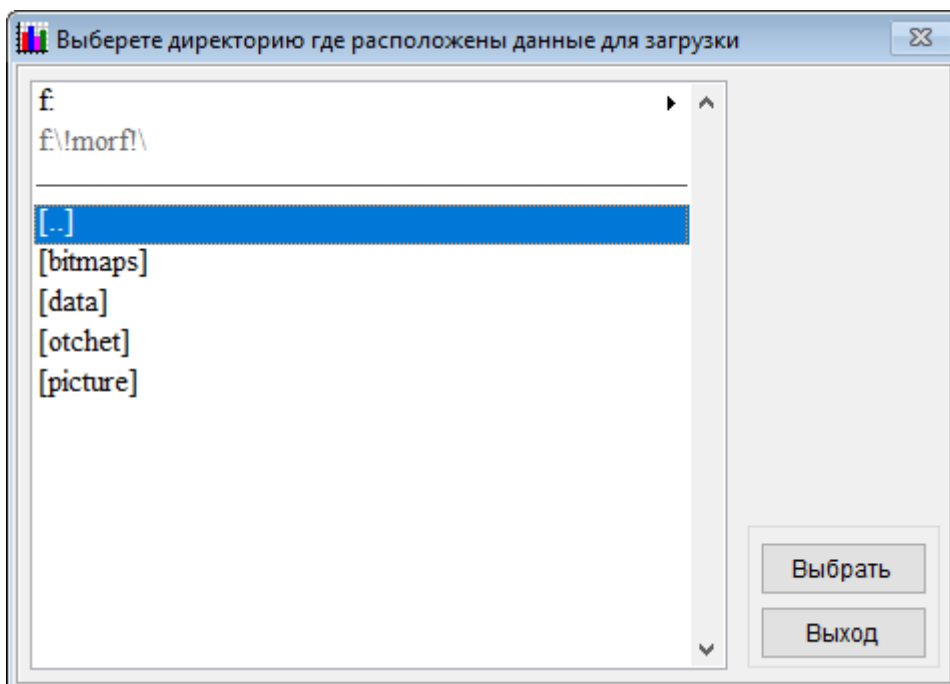 Выберете директорию где расположены данные для загрузки
f:
f:\!morf!\
[..]
[bitmaps]
[data]
[otchet]
[picture]
Выбрать
Выход